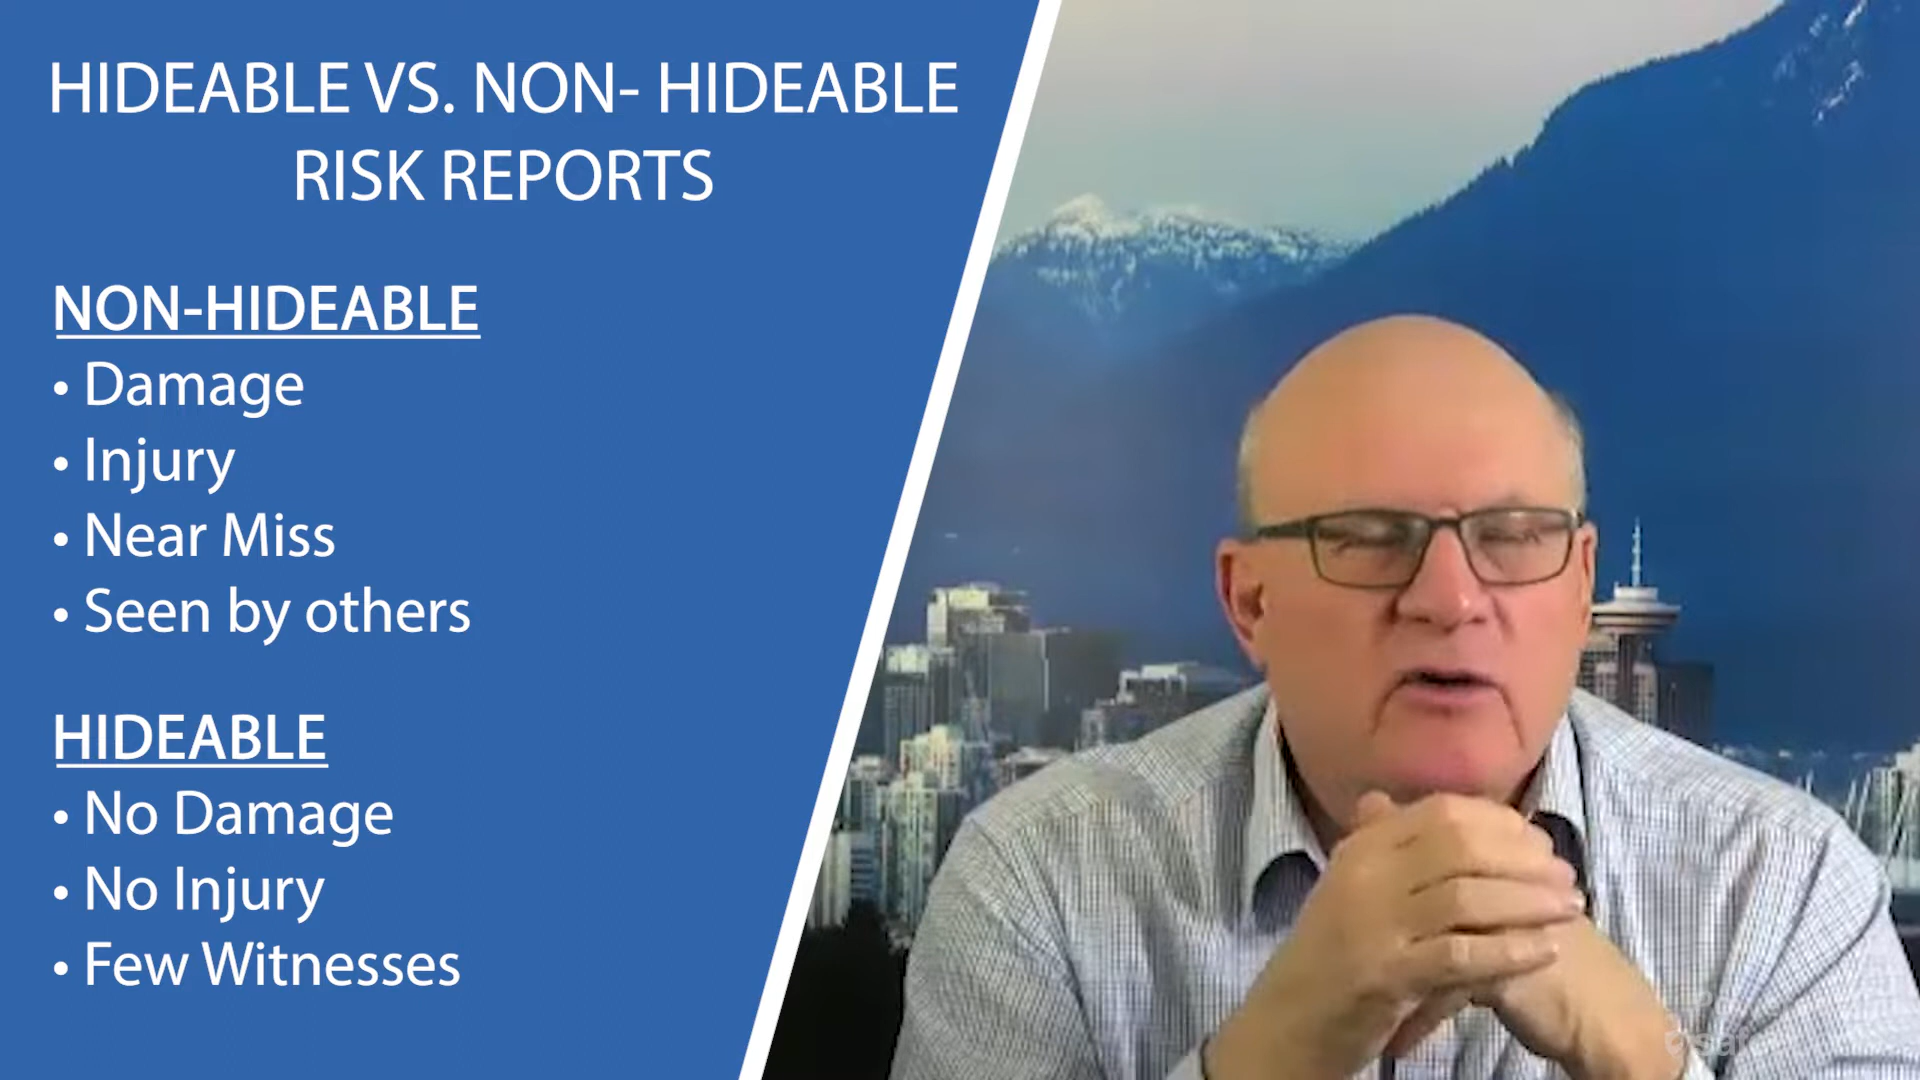 HIDEABLE VS. NON- HIDEABLE
RISK REPORTS
NON-HIDEABLE
• Damage
• Injury
• Near Miss
• Seen by others
HIDEABLE
• No Damage
• No Injury
• Few Witnesses